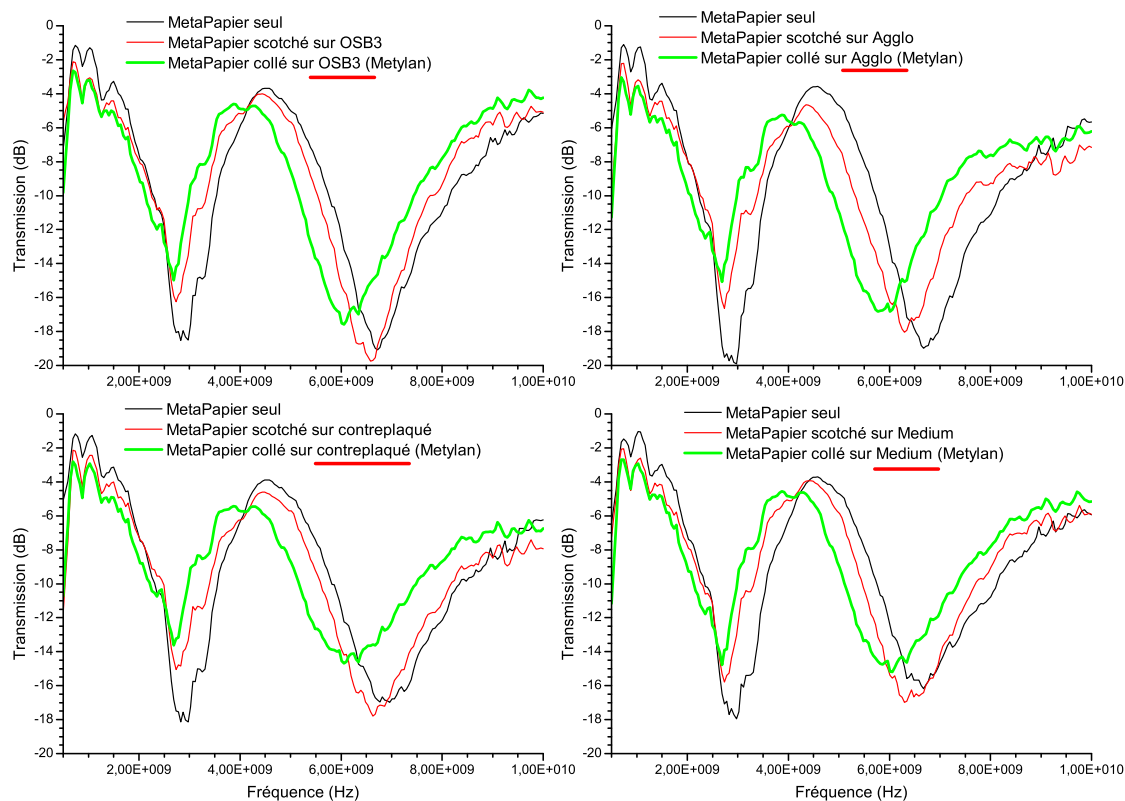 MetaPapier seul
MetaPapier scotché sur OSB3
MetaPapier collé sur OSB3 (Metylan)
0
-2
-4
-6
-8
-10
-12
-14
-16
-18
-20
Transmission (dB)
2,00E+009
4,00E+009
6,00E+009
8,00E+009
1,00E+010
MetaPapier seul
MetaPapier scotché sur Agglo
MetaPapier collé sur Agglo (Metylan)
0
-2
-4
-6
-8
-10
-12
-14
-16
-18
-20
Transmission (dB)
2,00E+009
4,00E+009
6,00E+009
8,00E+009
1,00E+010
MetaPapier seul
MetaPapier scotché sur contreplaqué
MetaPapier collé sur contreplaqué (Metylan)
0
-2
-4
-6
-8
-10
-12
-14
-16
-18
-20
Transmission (dB)
2,00E+009
4,00E+009
6,00E+009
8,00E+009
1,00E+010
Fréquence (Hz)
MetaPapier seul
MetaPapier scotché sur Medium
MetaPapier collé sur Medium (Metylan)
0
-2
-4
-6
-8
-10
-12
-14
-16
-18
-20
Transmission (dB)
2,00E+009
4,00E+009
6,00E+009
8,00E+009
1,00E+010
Fréquence (Hz)